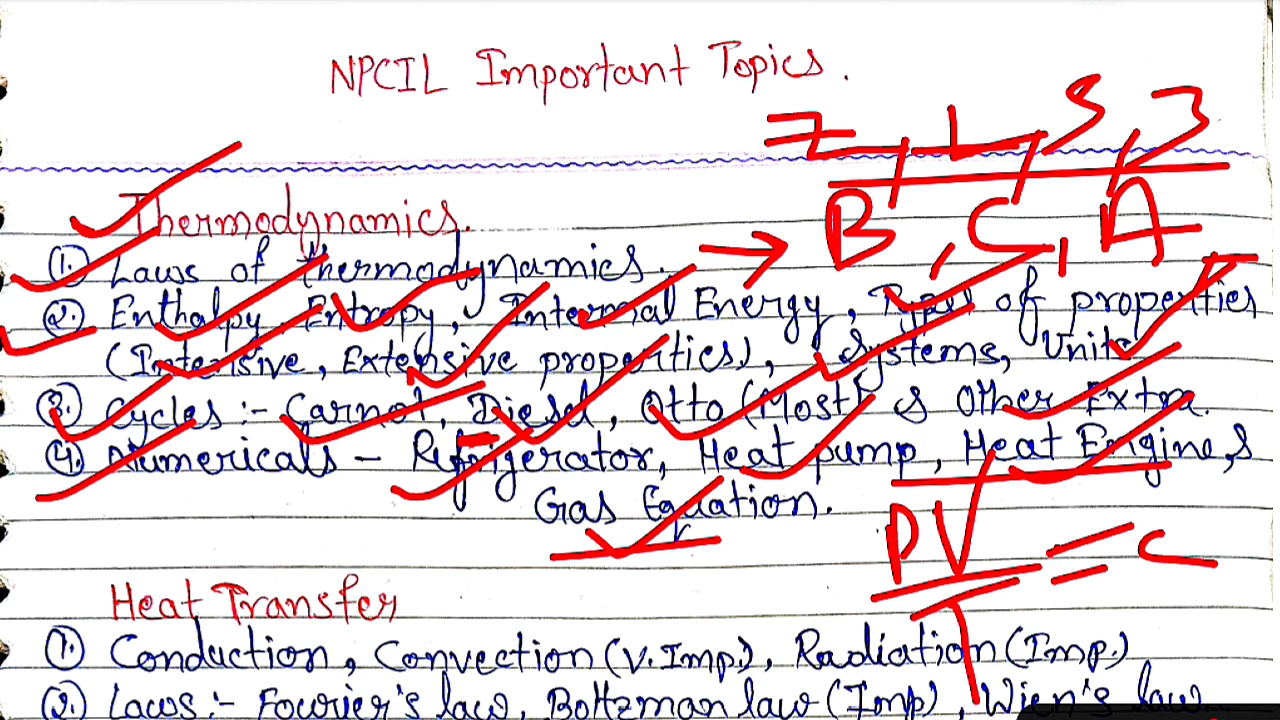 NPCIL Important Topics.
Z, L, S, 3
B, C, A
Thermodynamics.
①. Laws of thermodynamics. →
②. Enthalpy, Entropy, Internal Energy, Types of properties
(Intensive, Extensive properties), Systems, Units
③. Cycles :- Carnot, Diesel, Otto (Most) & Other Extra.
④. Numericals - Refrigerator, Heat pump, Heat Engine, &
Gas Equation.
PV/T = C
Heat Transfer
①. Conduction, Convection (V.Imp.), Radiation (Imp.)
②. Laws :- Fourier's law, Boltzman law (Imp), Wien's law